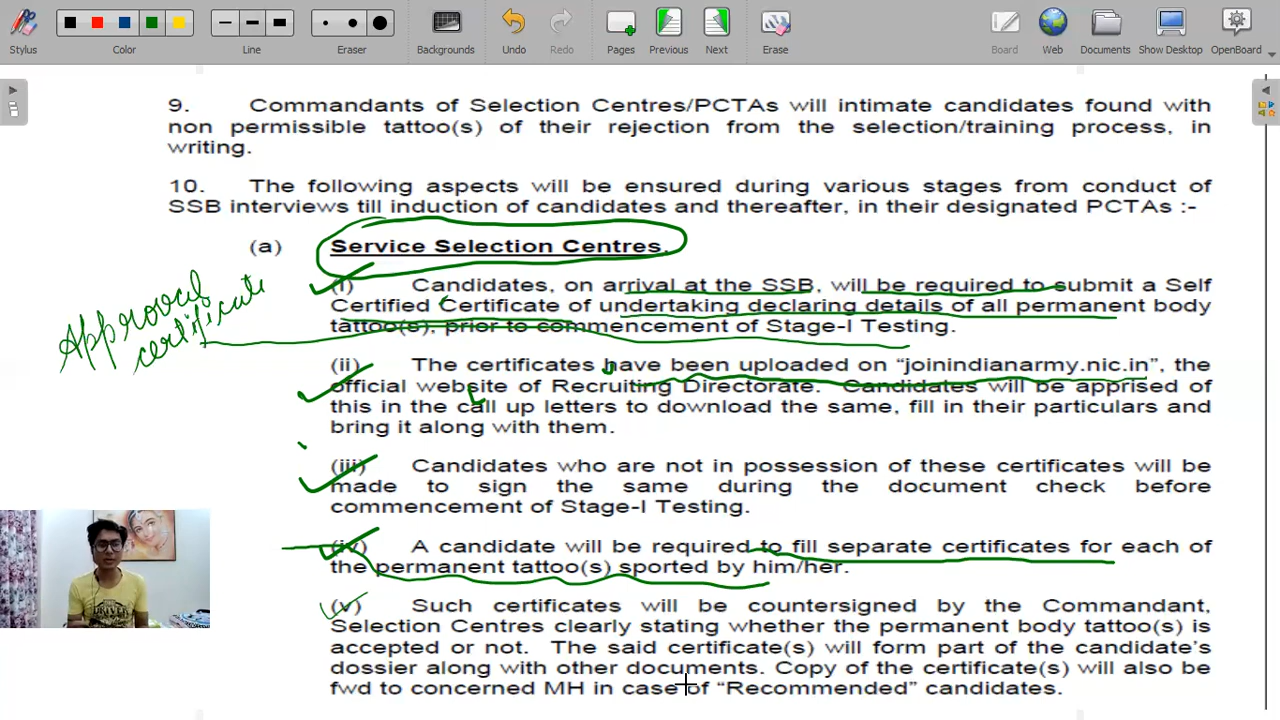 Stylus Color Line Eraser Backgrounds Undo Redo Pages Previous Next Erase Board Web Documents Show Desktop OpenBoard
9. Commandants of Selection Centres/PCTAs will intimate candidates found with
non permissible tattoo(s) of their rejection from the selection/training process, in
writing.
10. The following aspects will be ensured during various stages from conduct of
SSB interviews till induction of candidates and thereafter, in their designated PCTAs :-
(a) Service Selection Centres.
(i) Candidates, on arrival at the SSB, will be required to submit a Self
Certified Certificate of undertaking declaring details of all permanent body
tattoo(s), prior to commencement of Stage-I Testing.
Approval
certificate
(ii) The certificates have been uploaded on “joinindianarmy.nic.in”, the
official website of Recruiting Directorate. Candidates will be apprised of
this in the call up letters to download the same, fill in their particulars and
bring it along with them.
(iii) Candidates who are not in possession of these certificates will be
made to sign the same during the document check before
commencement of Stage-I Testing.
(iv) A candidate will be required to fill separate certificates for each of
the permanent tattoo(s) sported by him/her.
(v) Such certificates will be countersigned by the Commandant,
Selection Centres clearly stating whether the permanent body tattoo(s) is
accepted or not. The said certificate(s) will form part of the candidate's
dossier along with other documents. Copy of the certificate(s) will also be
fwd to concerned MH in case of “Recommended” candidates.